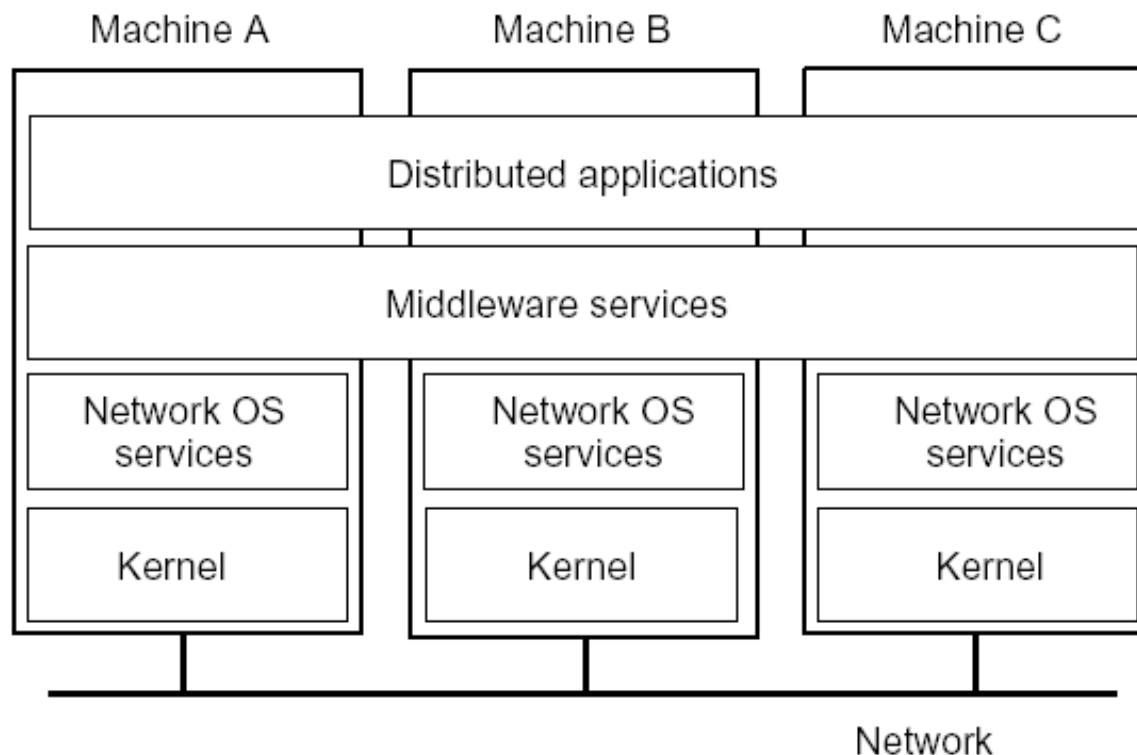 Machine A
Machine B
Machine C
Distributed applications
Middleware services
Network OS
services
Network OS
services
Network OS
services
Kernel
Kernel
Kernel
Network